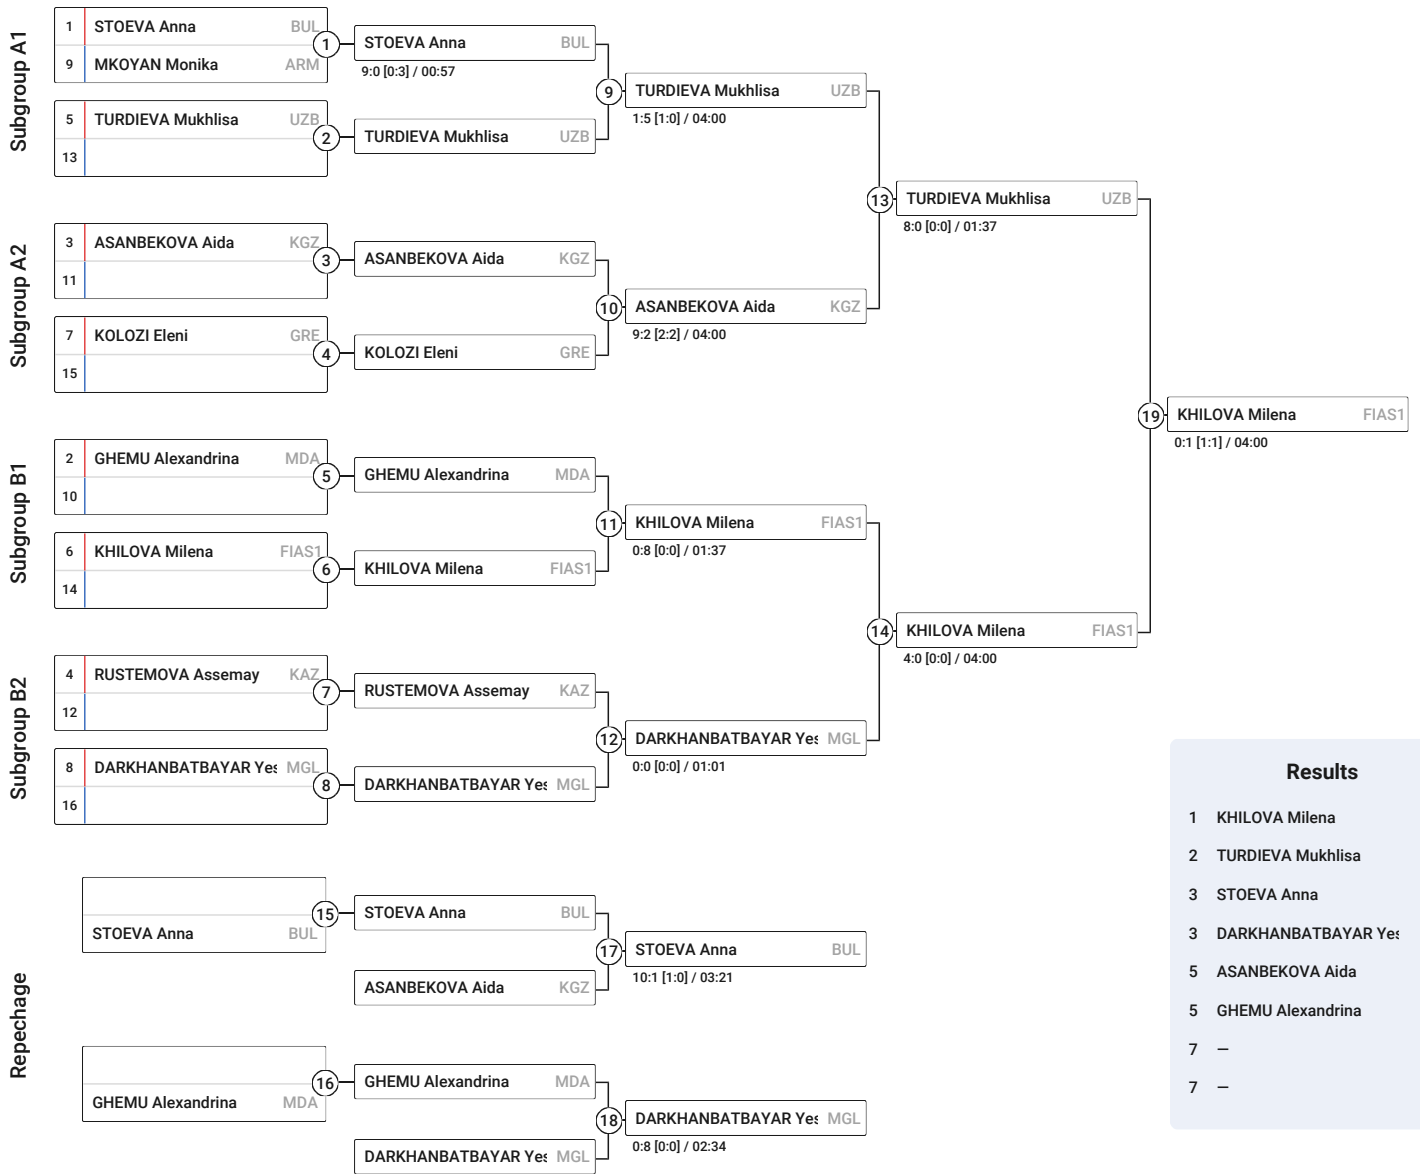 Subgroup A1
1 STOEVA Anna BUL
9 MKOYAN Monika ARM
1
STOEVA Anna BUL
9:0 [0:3] / 00:57
5 TURDIEVA Mukhlisa UZB
13
2
TURDIEVA Mukhlisa UZB
9
TURDIEVA Mukhlisa UZB
1:5 [1:0] / 04:00
Subgroup A2
3 ASANBEKOVA Aida KGZ
11
3
ASANBEKOVA Aida KGZ
7 KOLOZI Eleni GRE
15
4
KOLOZI Eleni GRE
10
ASANBEKOVA Aida KGZ
9:2 [2:2] / 04:00
13
TURDIEVA Mukhlisa UZB
8:0 [0:0] / 01:37
Subgroup B1
2 GHEMU Alexandrina MDA
10
5
GHEMU Alexandrina MDA
6 KHILOVA Milena FIAS1
14
6
KHILOVA Milena FIAS1
11
KHILOVA Milena FIAS1
0:8 [0:0] / 01:37
Subgroup B2
4 RUSTEMOVA Assemay KAZ
12
7
RUSTEMOVA Assemay KAZ
8 DARKHANBATBAYAR Yes MGL
16
8
DARKHANBATBAYAR Yes MGL
12
DARKHANBATBAYAR Yes MGL
0:0 [0:0] / 01:01
14
KHILOVA Milena FIAS1
4:0 [0:0] / 04:00
19
KHILOVA Milena FIAS1
0:1 [1:1] / 04:00
Repechage
STOEVA Anna BUL
15
STOEVA Anna BUL
ASANBEKOVA Aida KGZ
17
STOEVA Anna BUL
10:1 [1:0] / 03:21
GHEMU Alexandrina MDA
16
GHEMU Alexandrina MDA
DARKHANBATBAYAR Yes MGL
18
DARKHANBATBAYAR Yes MGL
0:8 [0:0] / 02:34
Results
1 KHILOVA Milena
2 TURDIEVA Mukhlisa
3 STOEVA Anna
3 DARKHANBATBAYAR Yes
5 ASANBEKOVA Aida
5 GHEMU Alexandrina
7 —
7 —